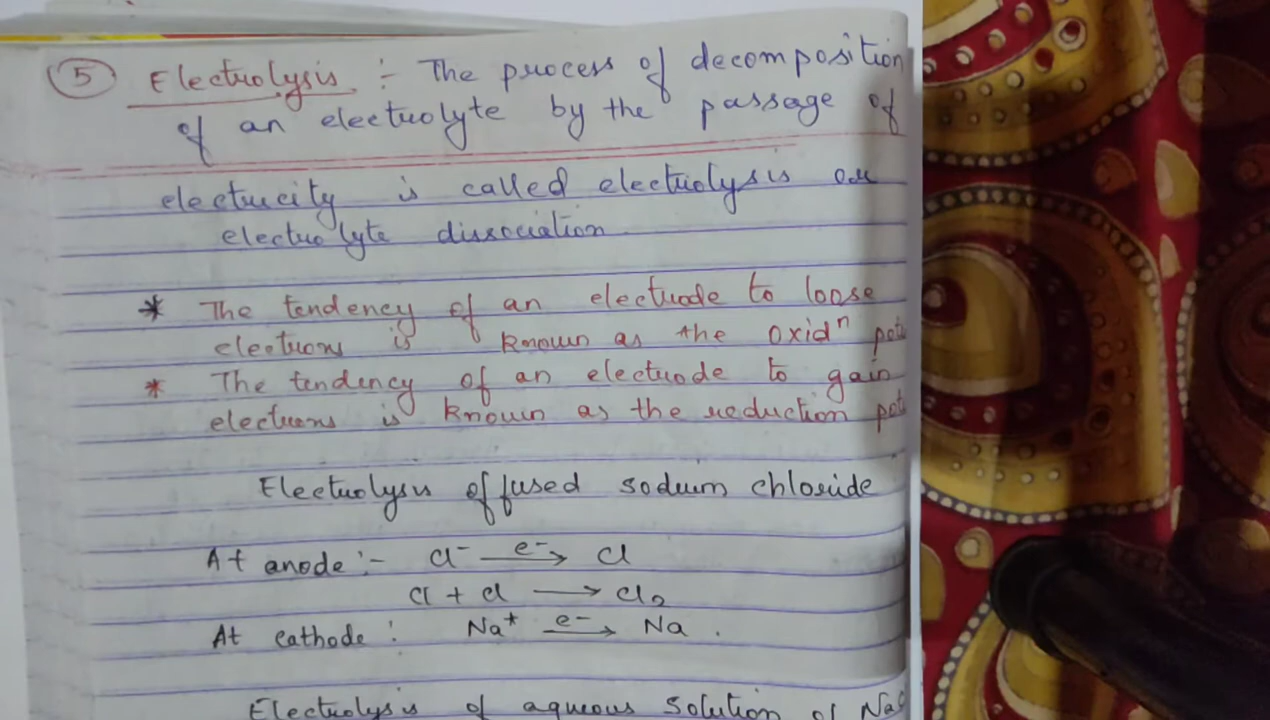 5 Electrolysis :- The process of decomposition
of an electrolyte by the passage of
electricity is called electrolysis or
electrolyte dissociation
* The tendency of an electrode to loose
electrons is known as the oxidⁿ pot
* The tendency of an electrode to gain
electrons is known as the reduction pot
Electrolysis of fused sodium chloride
At anode :- Cl⁻ —e⁻→ Cl
Cl + Cl → Cl₂
At cathode : Na⁺ —e⁻→ Na .
Electrolysis of aqueous solution of NaC